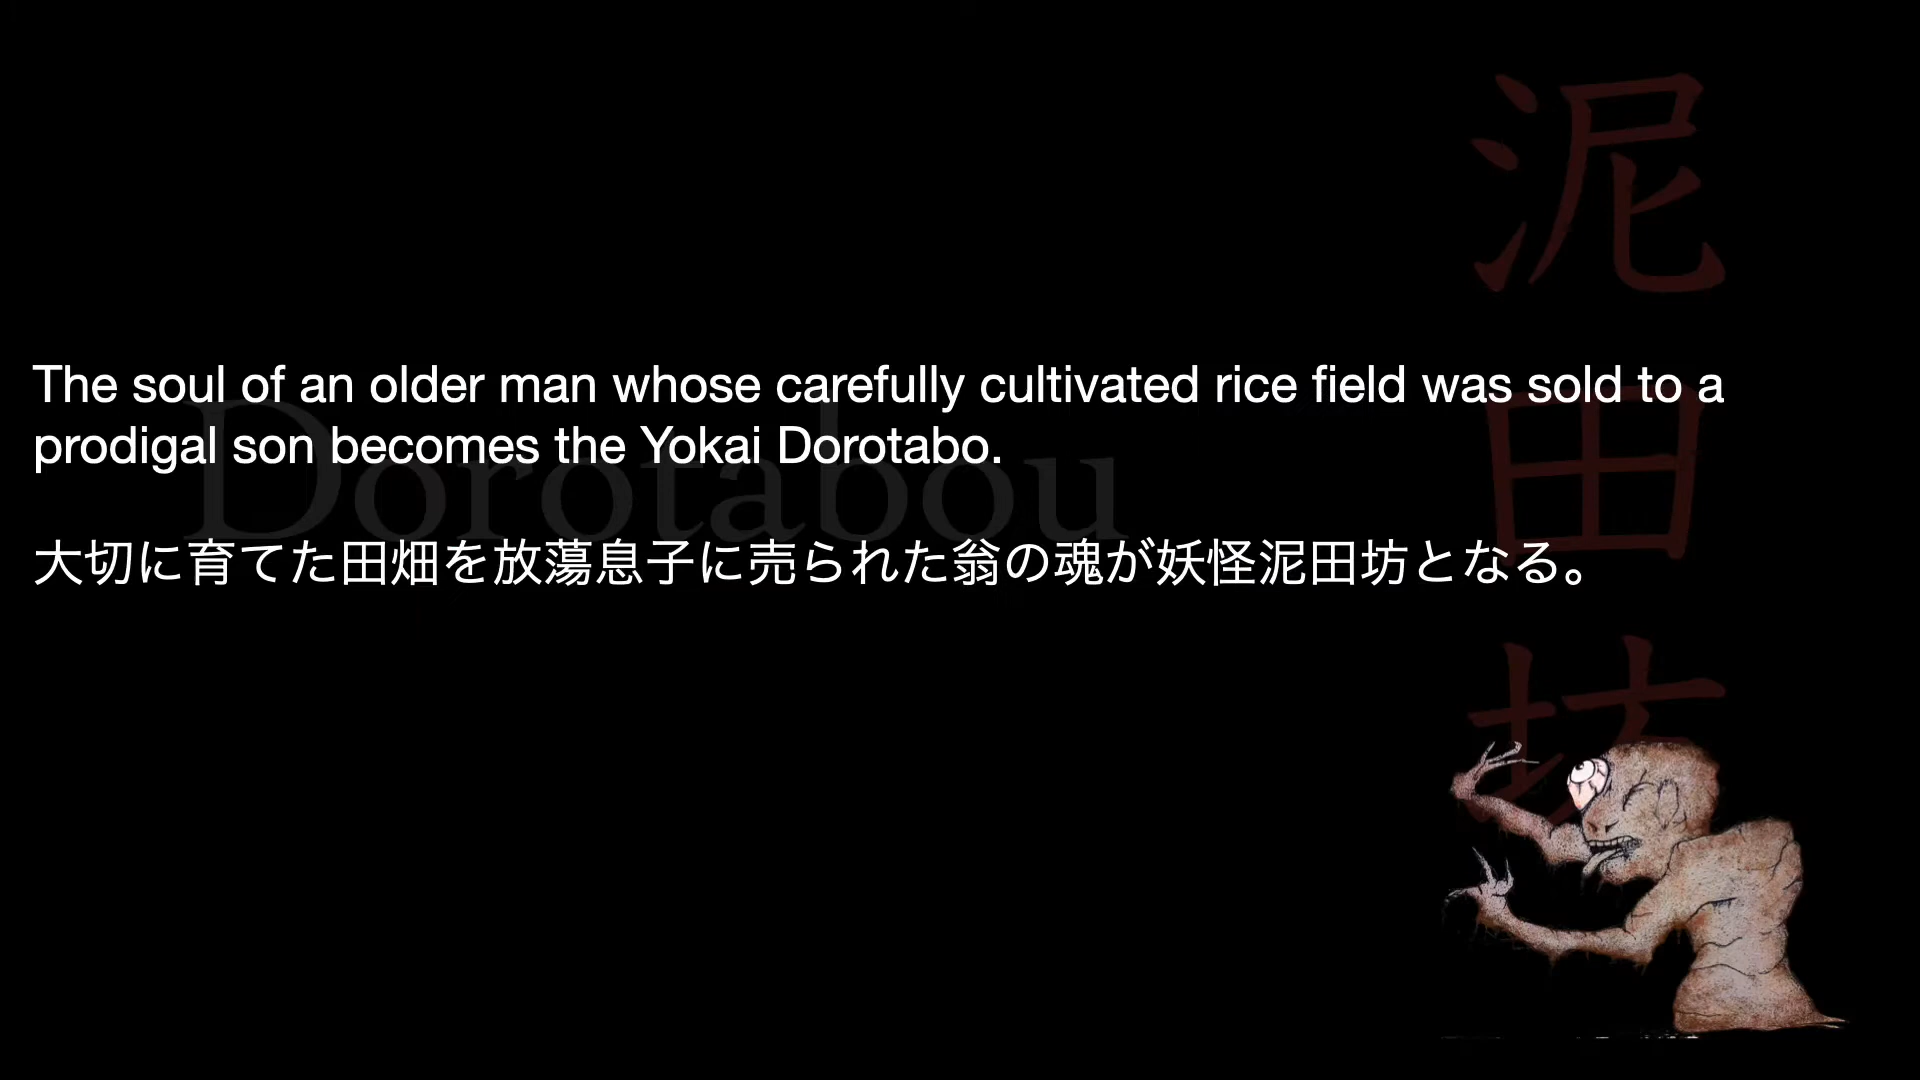 The soul of an older man whose carefully cultivated rice field was sold to a
prodigal son becomes the Yokai Dorotabo.
Dorotabou
大切に育てた田畑を放蕩息子に売られた翁の魂が妖怪泥田坊となる。
泥田坊